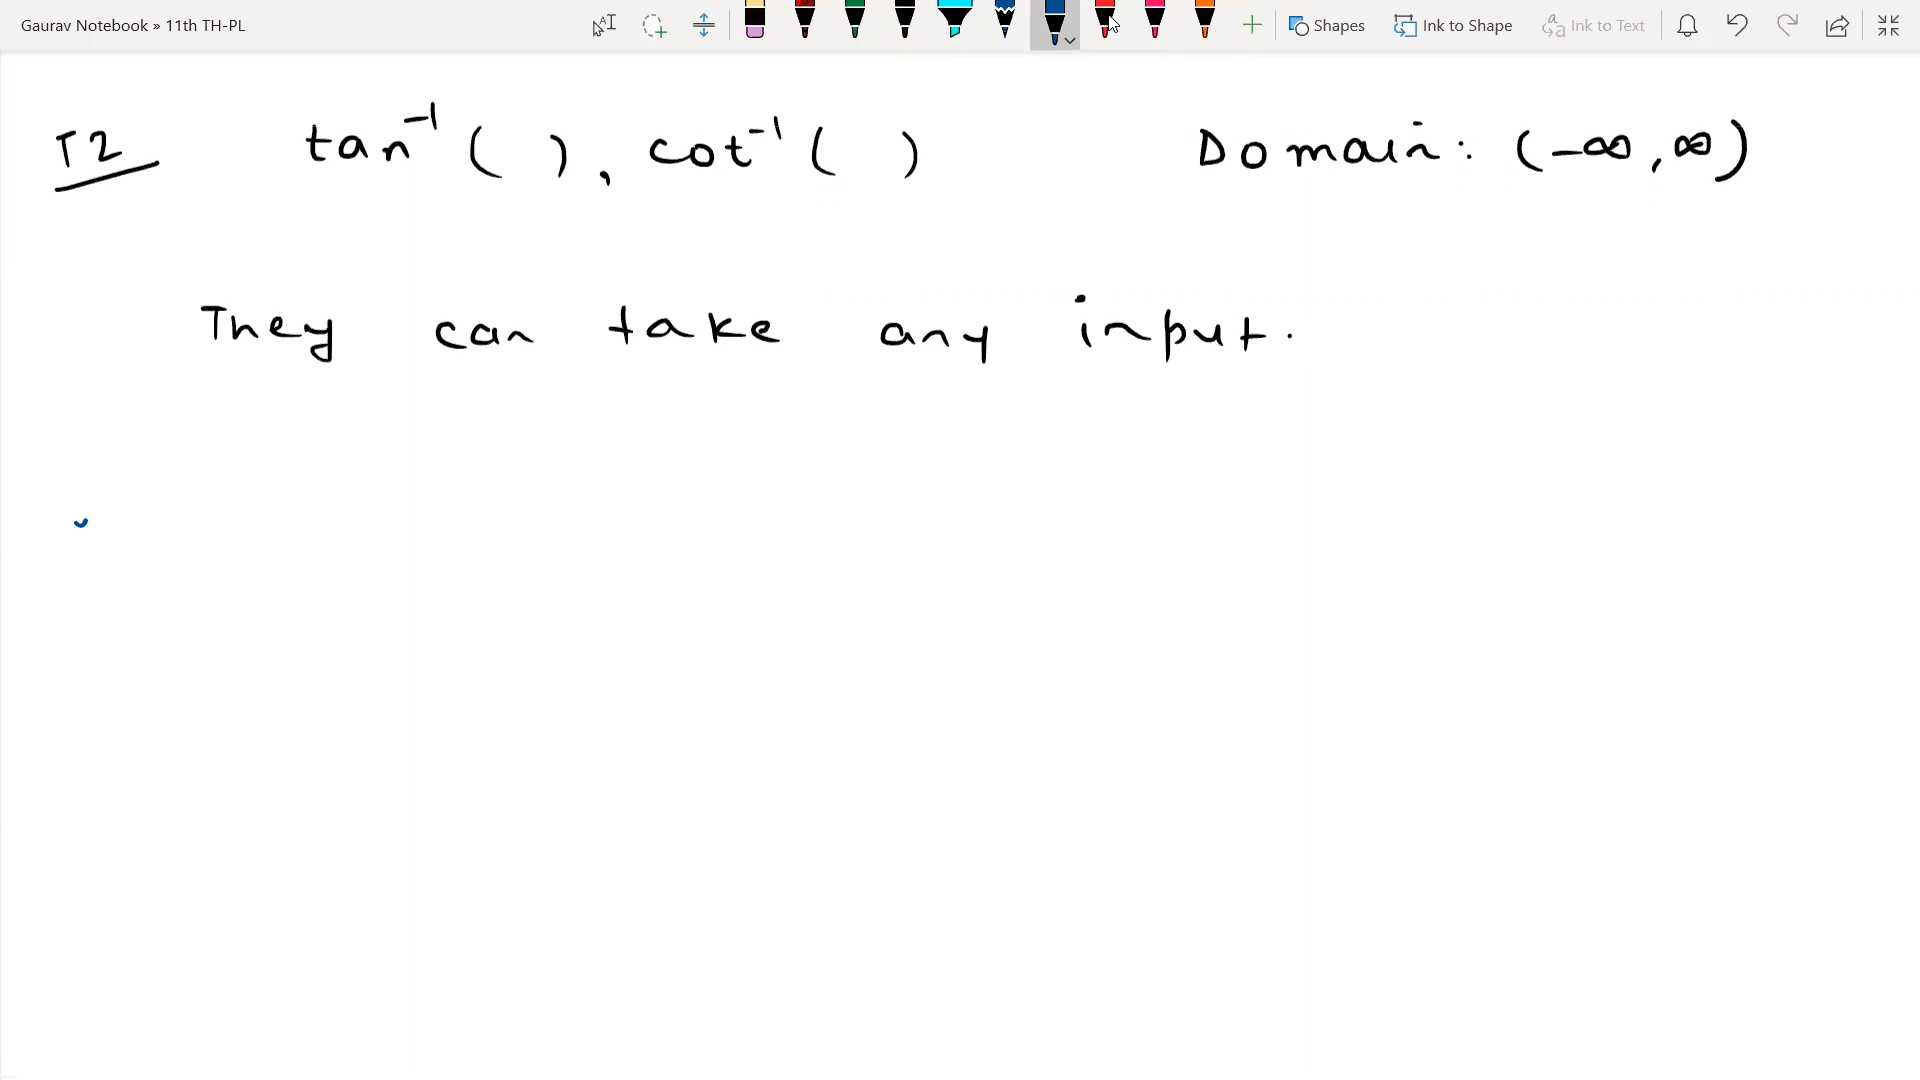 Gaurav Notebook » 11th TH-PL
Shapes
Ink to Shape
Ink to Text
T2 tan⁻¹( ), cot⁻¹( ) Domain: (-∞, ∞)
They can take any input.